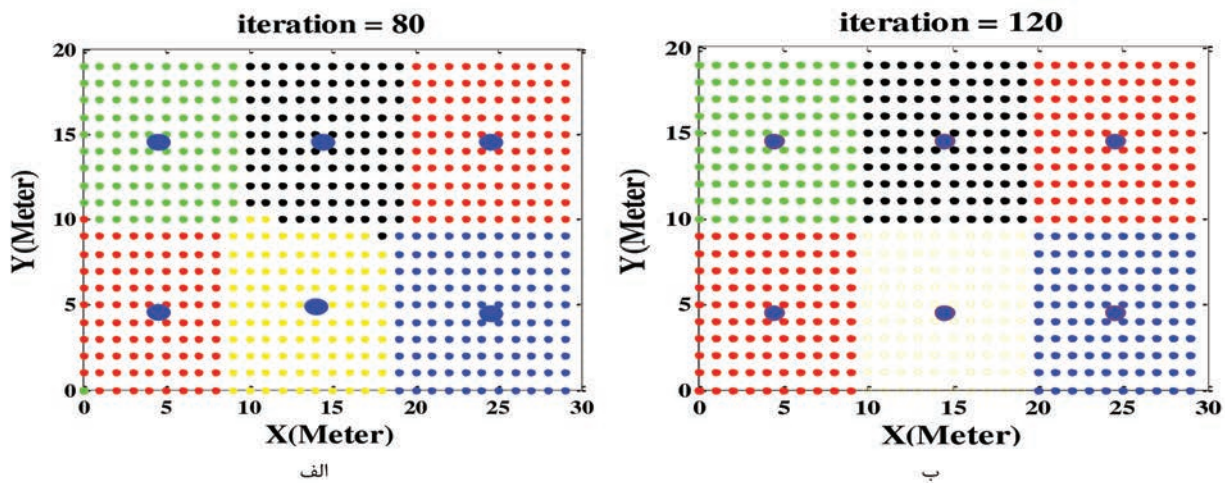 iteration = 80
20
15
10
5
0
Y(Meter)
0 5 10 15 20 25 30
X(Meter)
الف
iteration = 120
20
15
10
5
0
Y(Meter)
0 5 10 15 20 25 30
X(Meter)
ب